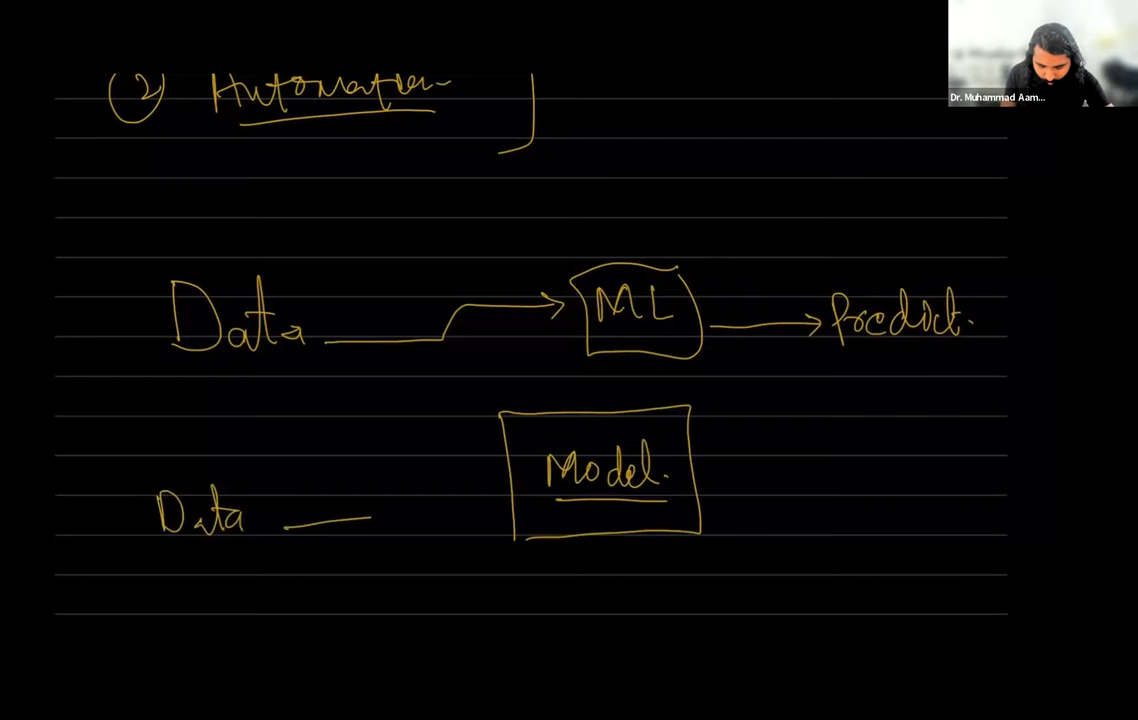 Dr. Muhammad Aam...
(2) Automation
Data ML Predict.
Model.
Data